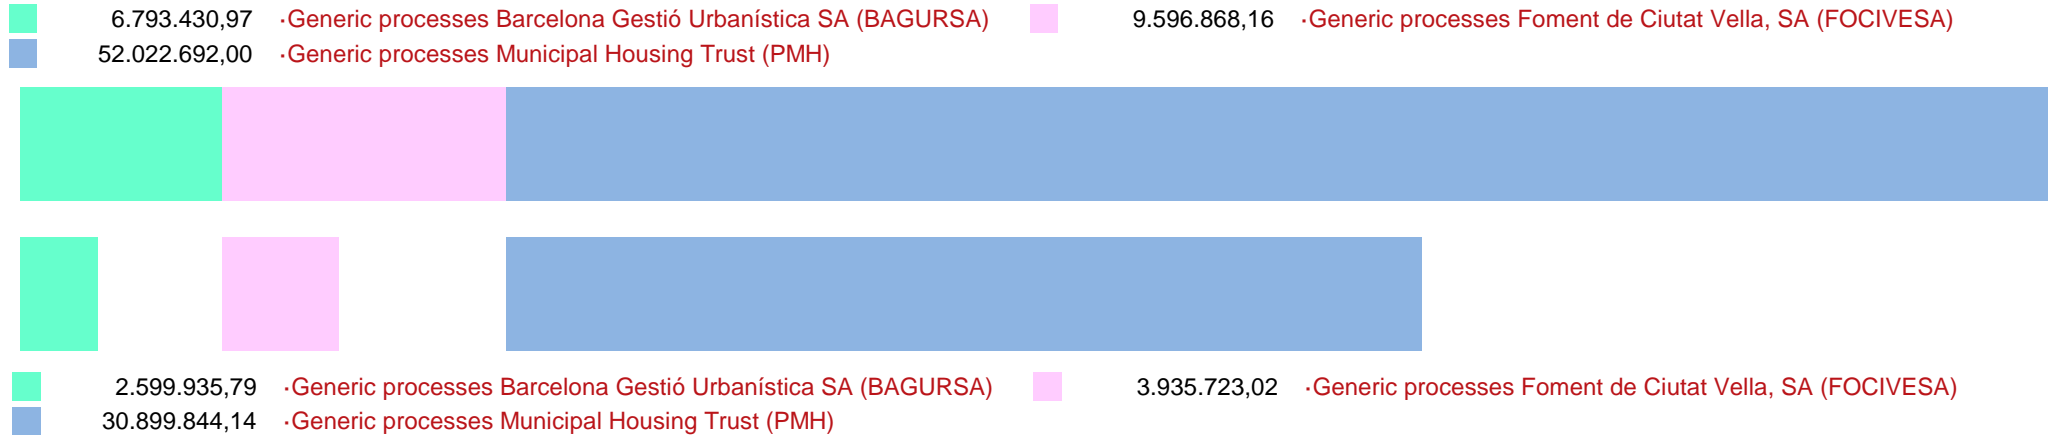 6.793.430,97 ·Generic processes Barcelona Gestió Urbanística SA (BAGURSA) 9.596.868,16 ·Generic processes Foment de Ciutat Vella, SA (FOCIVESA)
52.022.692,00 ·Generic processes Municipal Housing Trust (PMH)
2.599.935,79 ·Generic processes Barcelona Gestió Urbanística SA (BAGURSA) 3.935.723,02 ·Generic processes Foment de Ciutat Vella, SA (FOCIVESA)
30.899.844,14 ·Generic processes Municipal Housing Trust (PMH)